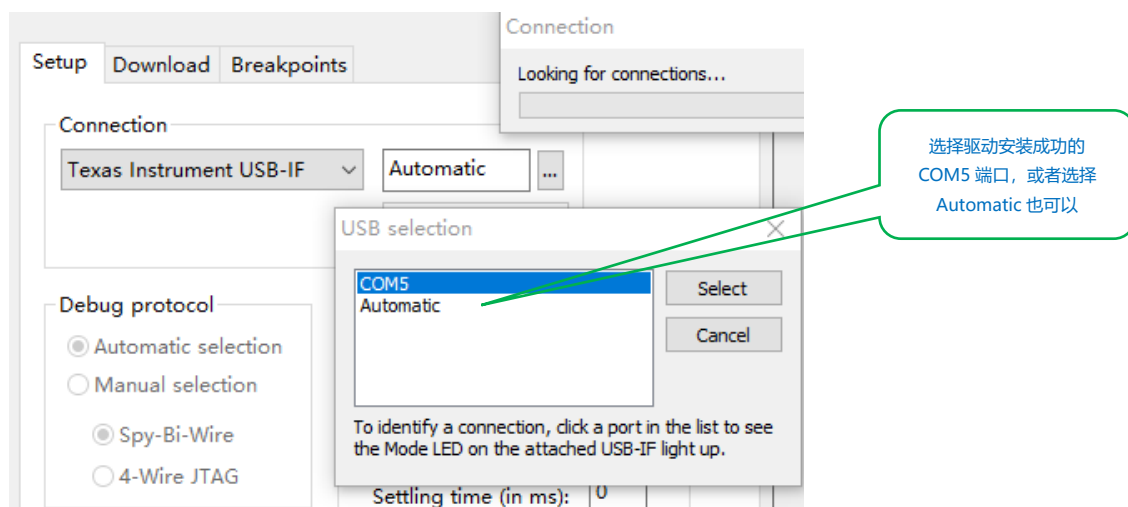 Connection
Looking for connections...
Setup
Download
Breakpoints
Connection
Texas Instrument USB-IF
Automatic
...
选择驱动安装成功的
COM5 端口，或者选择
Automatic 也可以
USB selection
COM5
Automatic
Select
Cancel
Debug protocol
Automatic selection
Manual selection
Spy-Bi-Wire
4-Wire JTAG
To identify a connection, click a port in the list to see
the Mode LED on the attached USB-IF light up.
Settling time (in ms):
0